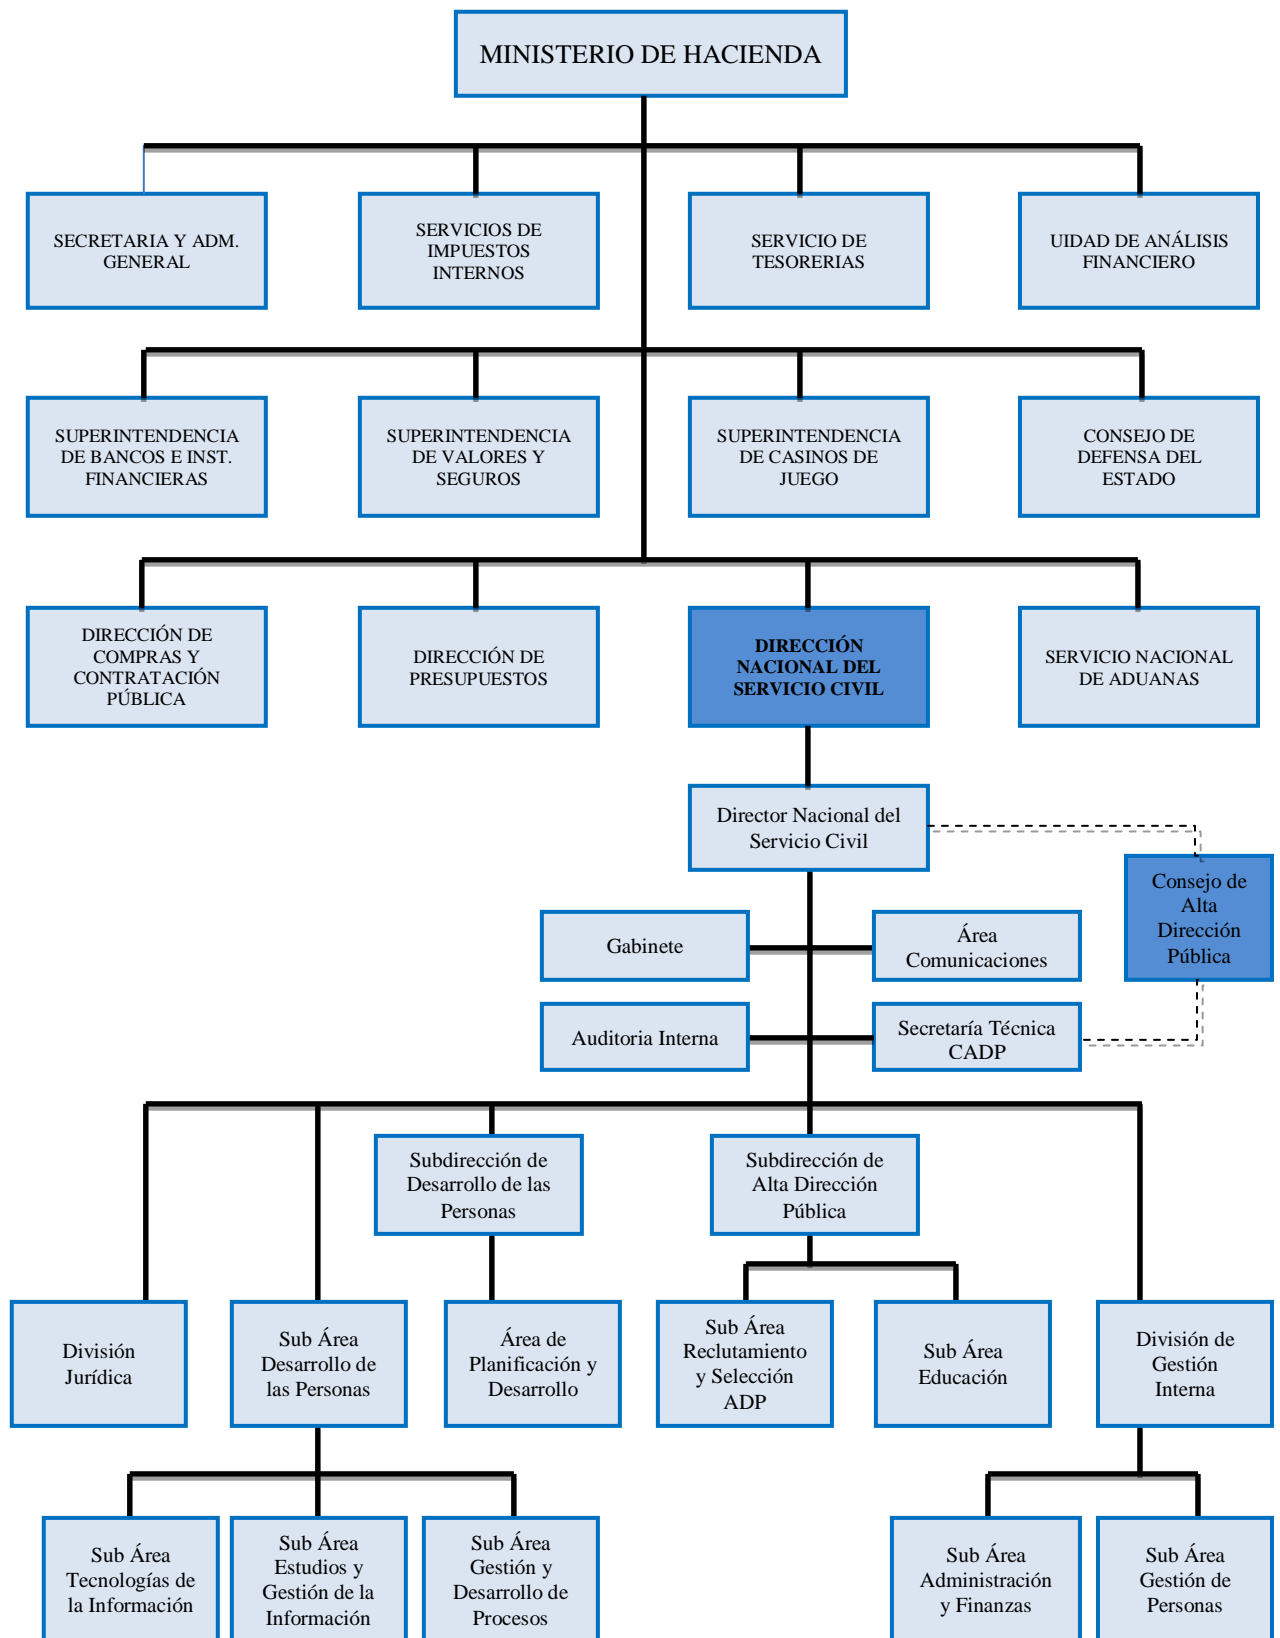 MINISTERIO DE HACIENDA
SECRETARIA Y ADM.
GENERAL
SERVICIOS DE
IMPUESTOS
INTERNOS
SERVICIO DE
TESORERIAS
UIDAD DE ANÁLISIS
FINANCIERO
SUPERINTENDENCIA
DE BANCOS E INST.
FINANCIERAS
SUPERINTENDENCIA
DE VALORES Y
SEGUROS
SUPERINTENDENCIA
DE CASINOS DE
JUEGO
CONSEJO DE
DEFENSA DEL
ESTADO
DIRECCIÓN DE
COMPRAS Y
CONTRATACIÓN
PÚBLICA
DIRECCIÓN DE
PRESUPUESTOS
DIRECCIÓN
NACIONAL DEL
SERVICIO CIVIL
SERVICIO NACIONAL
DE ADUANAS
Director Nacional del
Servicio Civil
Consejo de
Alta
Dirección
Pública
Gabinete
Área
Comunicaciones
Auditoria Interna
Secretaría Técnica
CADP
Subdirección de
Desarrollo de las
Personas
Subdirección de
Alta Dirección
Pública
División
Jurídica
Sub Área
Desarrollo de
las Personas
Área de
Planificación y
Desarrollo
Sub Área
Reclutamiento
y Selección
ADP
Sub Área
Educación
División de
Gestión
Interna
Sub Área
Tecnologías de
la Información
Sub Área
Estudios y
Gestión de la
Información
Sub Área
Gestión y
Desarrollo de
Procesos
Sub Área
Administración
y Finanzas
Sub Área
Gestión de
Personas